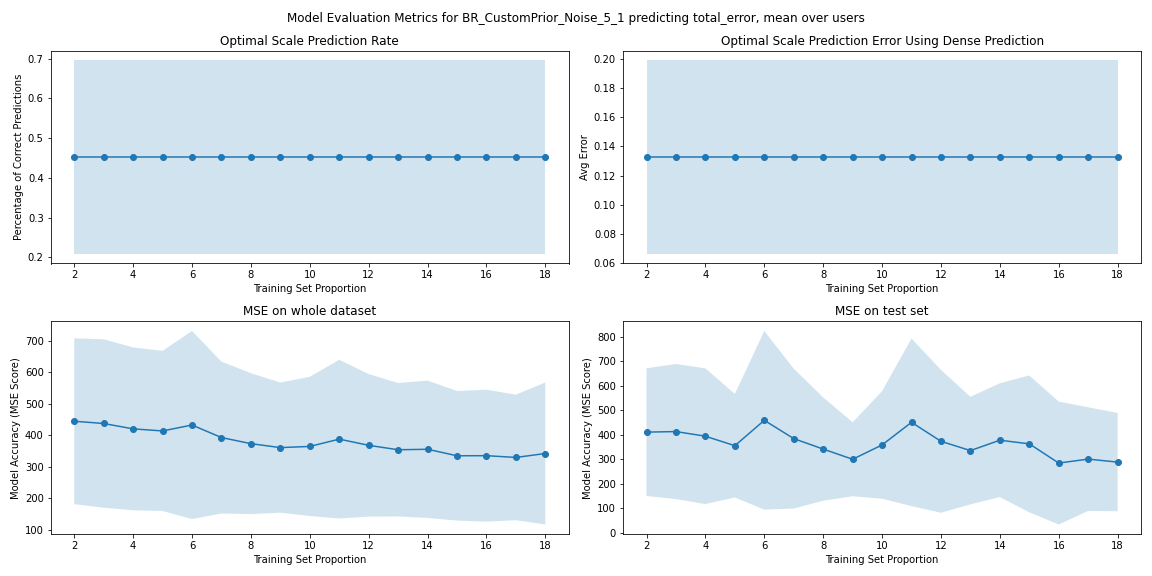 Model Evaluation Metrics for BR_CustomPrior_Noise_5_1 predicting total_error, mean over users
Optimal Scale Prediction Rate
Percentage of Correct Predictions
0.7
0.6
0.5
0.4
0.3
0.2
2 4 6 8 10 12 14 16 18
Training Set Proportion
Optimal Scale Prediction Error Using Dense Prediction
Avg Error
0.20
0.18
0.16
0.14
0.12
0.10
0.08
0.06
2 4 6 8 10 12 14 16 18
Training Set Proportion
MSE on whole dataset
Model Accuracy (MSE Score)
700
600
500
400
300
200
100
2 4 6 8 10 12 14 16 18
Training Set Proportion
MSE on test set
Model Accuracy (MSE Score)
800
700
600
500
400
300
200
100
0
2 4 6 8 10 12 14 16 18
Training Set Proportion